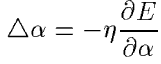 △α = −η ∂E/∂α